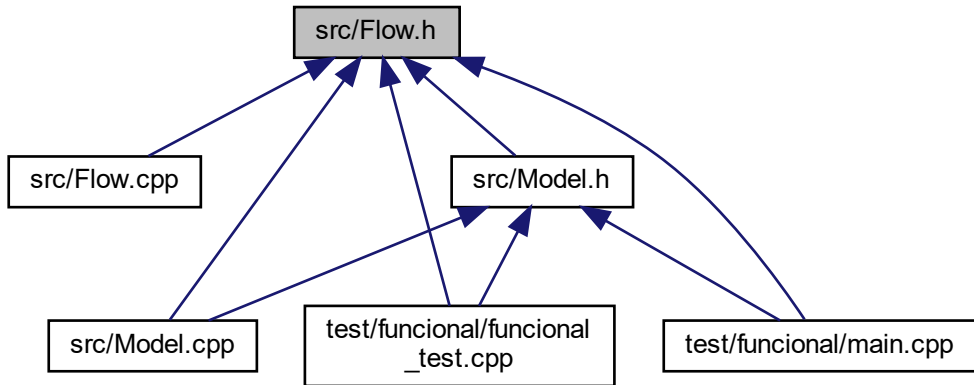 src/Flow.h
src/Flow.cpp
src/Model.h
src/Model.cpp
test/funcional/funcional
_test.cpp
test/funcional/main.cpp